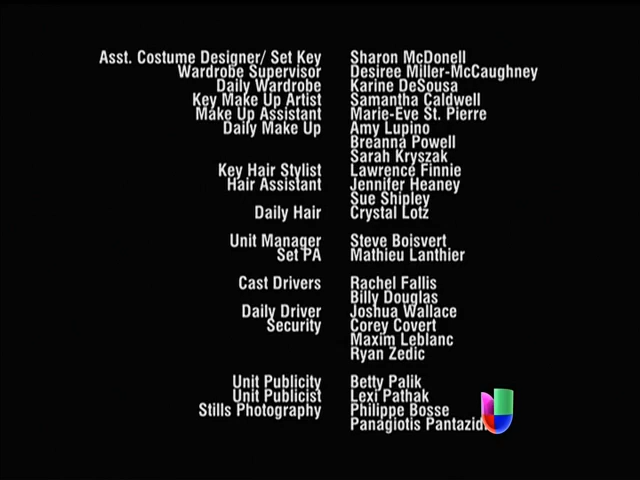 Asst. Costume Designer/ Set Key Sharon McDonell
Wardrobe Supervisor Desiree Miller-McCaughney
Daily Wardrobe Karine DeSousa
Key Make Up Artist Samantha Caldwell
Make Up Assistant Marie-Eve St. Pierre
Daily Make Up Amy Lupino
Breanna Powell
Sarah Kryszak
Key Hair Stylist Lawrence Finnie
Hair Assistant Jennifer Heaney
Sue Shipley
Daily Hair Crystal Lotz
Unit Manager Steve Boisvert
Set PA Mathieu Lanthier
Cast Drivers Rachel Fallis
Billy Douglas
Daily Driver Joshua Wallace
Security Corey Covert
Maxim Leblanc
Ryan Zedic
Unit Publicity Betty Palik
Unit Publicist Lexi Pathak
Stills Photography Philippe Bosse
Panagiotis